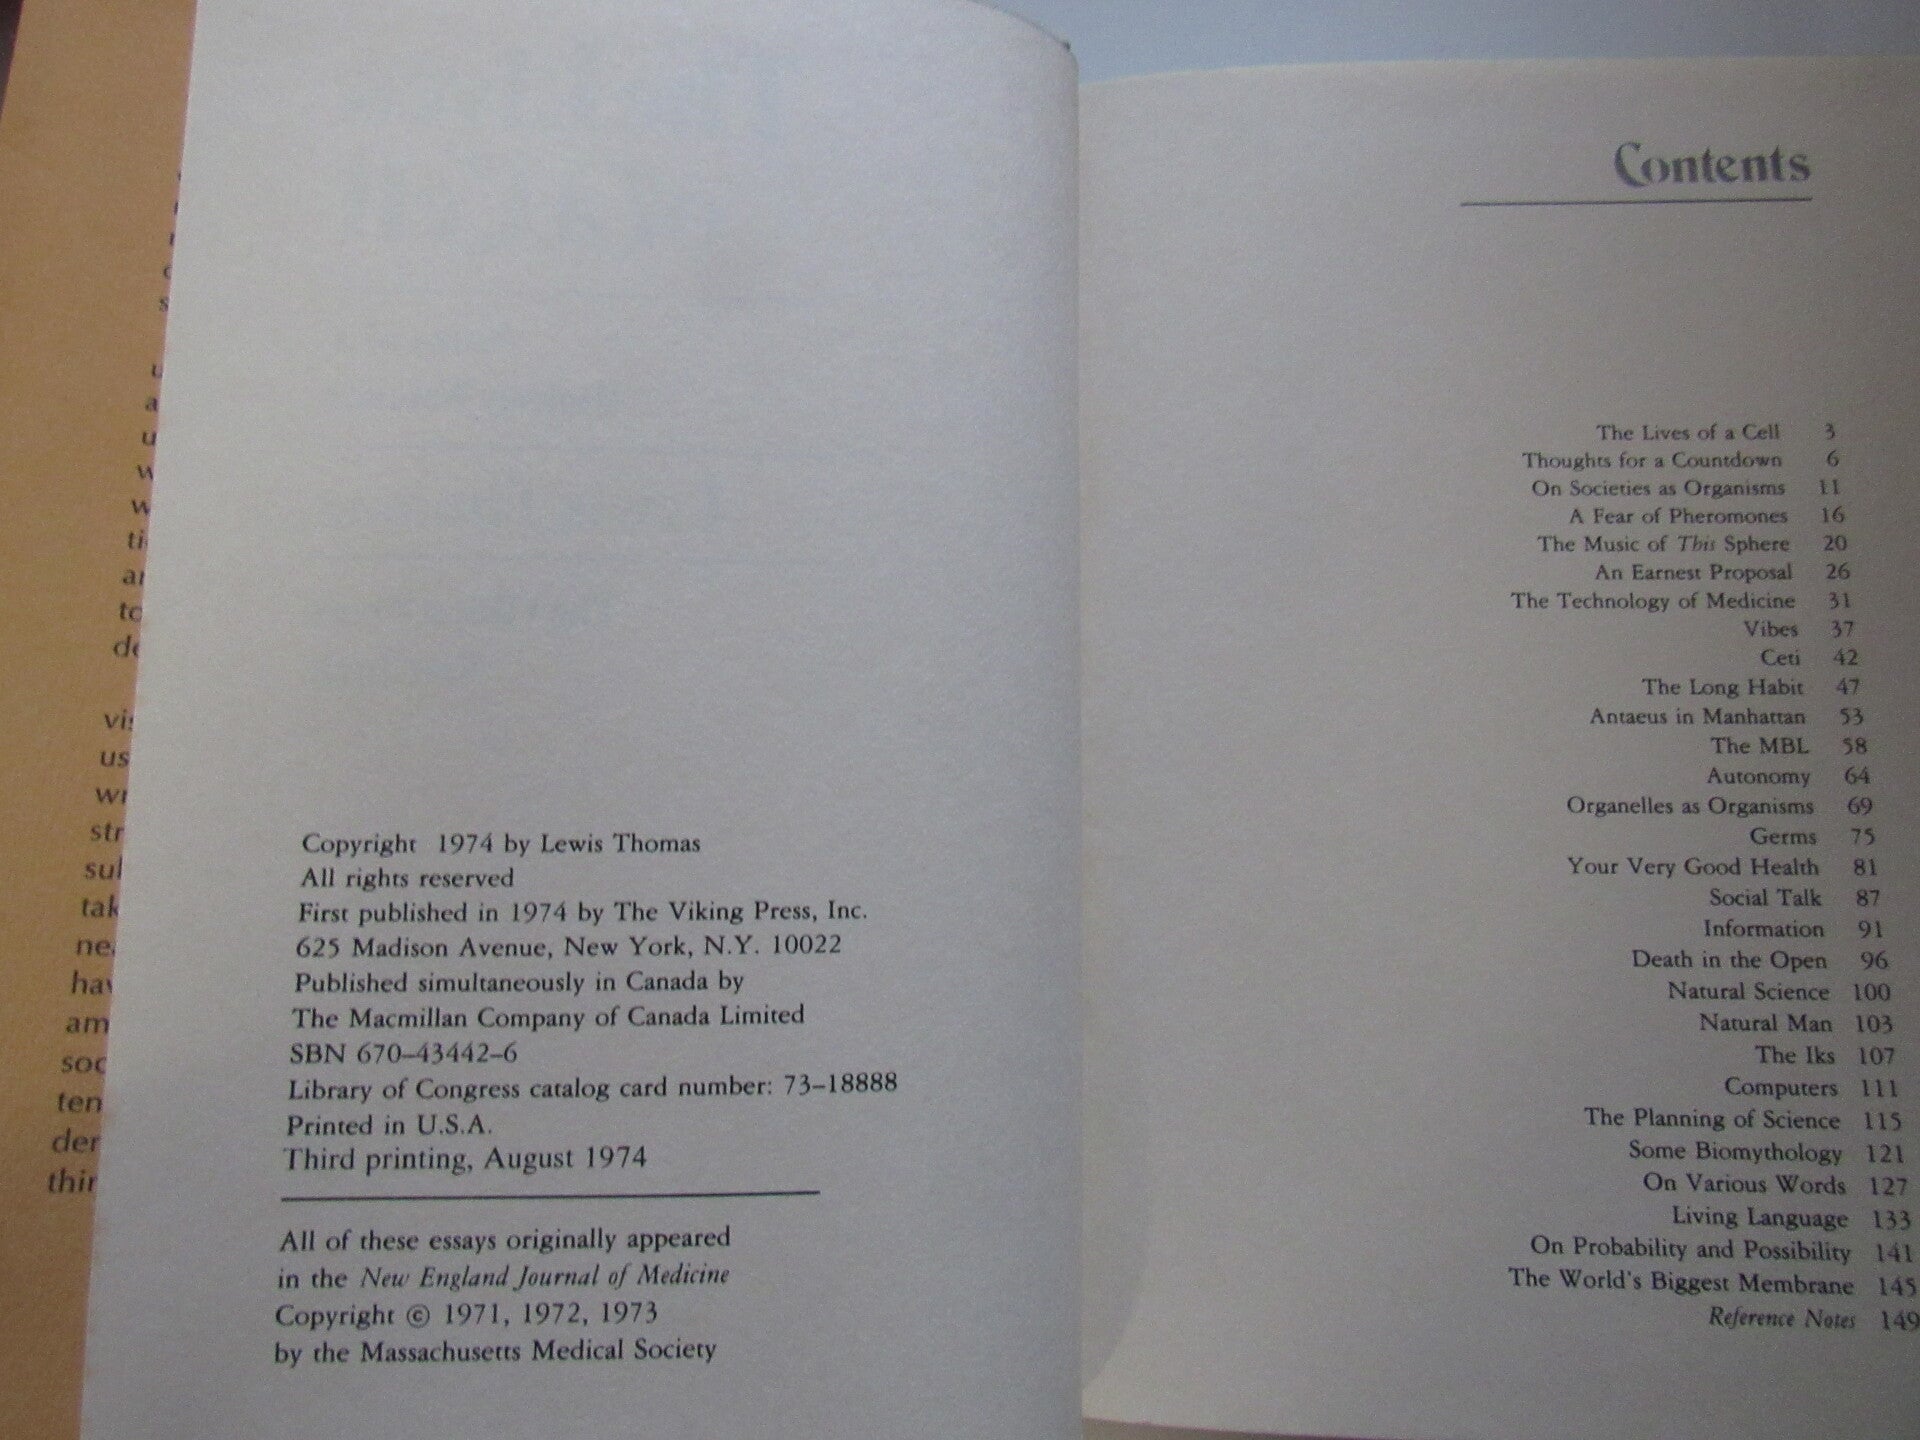 Copyright 1974 by Lewis Thomas
All rights reserved
First published in 1974 by The Viking Press, Inc.
625 Madison Avenue, New York, N.Y. 10022
Published simultaneously in Canada by
The Macmillan Company of Canada Limited
SBN 670–43442–6
Library of Congress catalog card number: 73–18888
Printed in U.S.A.
Third printing, August 1974
All of these essays originally appeared
in the New England Journal of Medicine
Copyright © 1971, 1972, 1973
by the Massachusetts Medical Society
Contents
The Lives of a Cell 3
Thoughts for a Countdown 6
On Societies as Organisms 11
A Fear of Pheromones 16
The Music of This Sphere 20
An Earnest Proposal 26
The Technology of Medicine 31
Vibes 37
Ceti 42
The Long Habit 47
Antaeus in Manhattan 53
The MBL 58
Autonomy 64
Organelles as Organisms 69
Germs 75
Your Very Good Health 81
Social Talk 87
Information 91
Death in the Open 96
Natural Science 100
Natural Man 103
The Iks 107
Computers 111
The Planning of Science 115
Some Biomythology 121
On Various Words 127
Living Language 133
On Probability and Possibility 141
The World's Biggest Membrane 145
Reference Notes 149